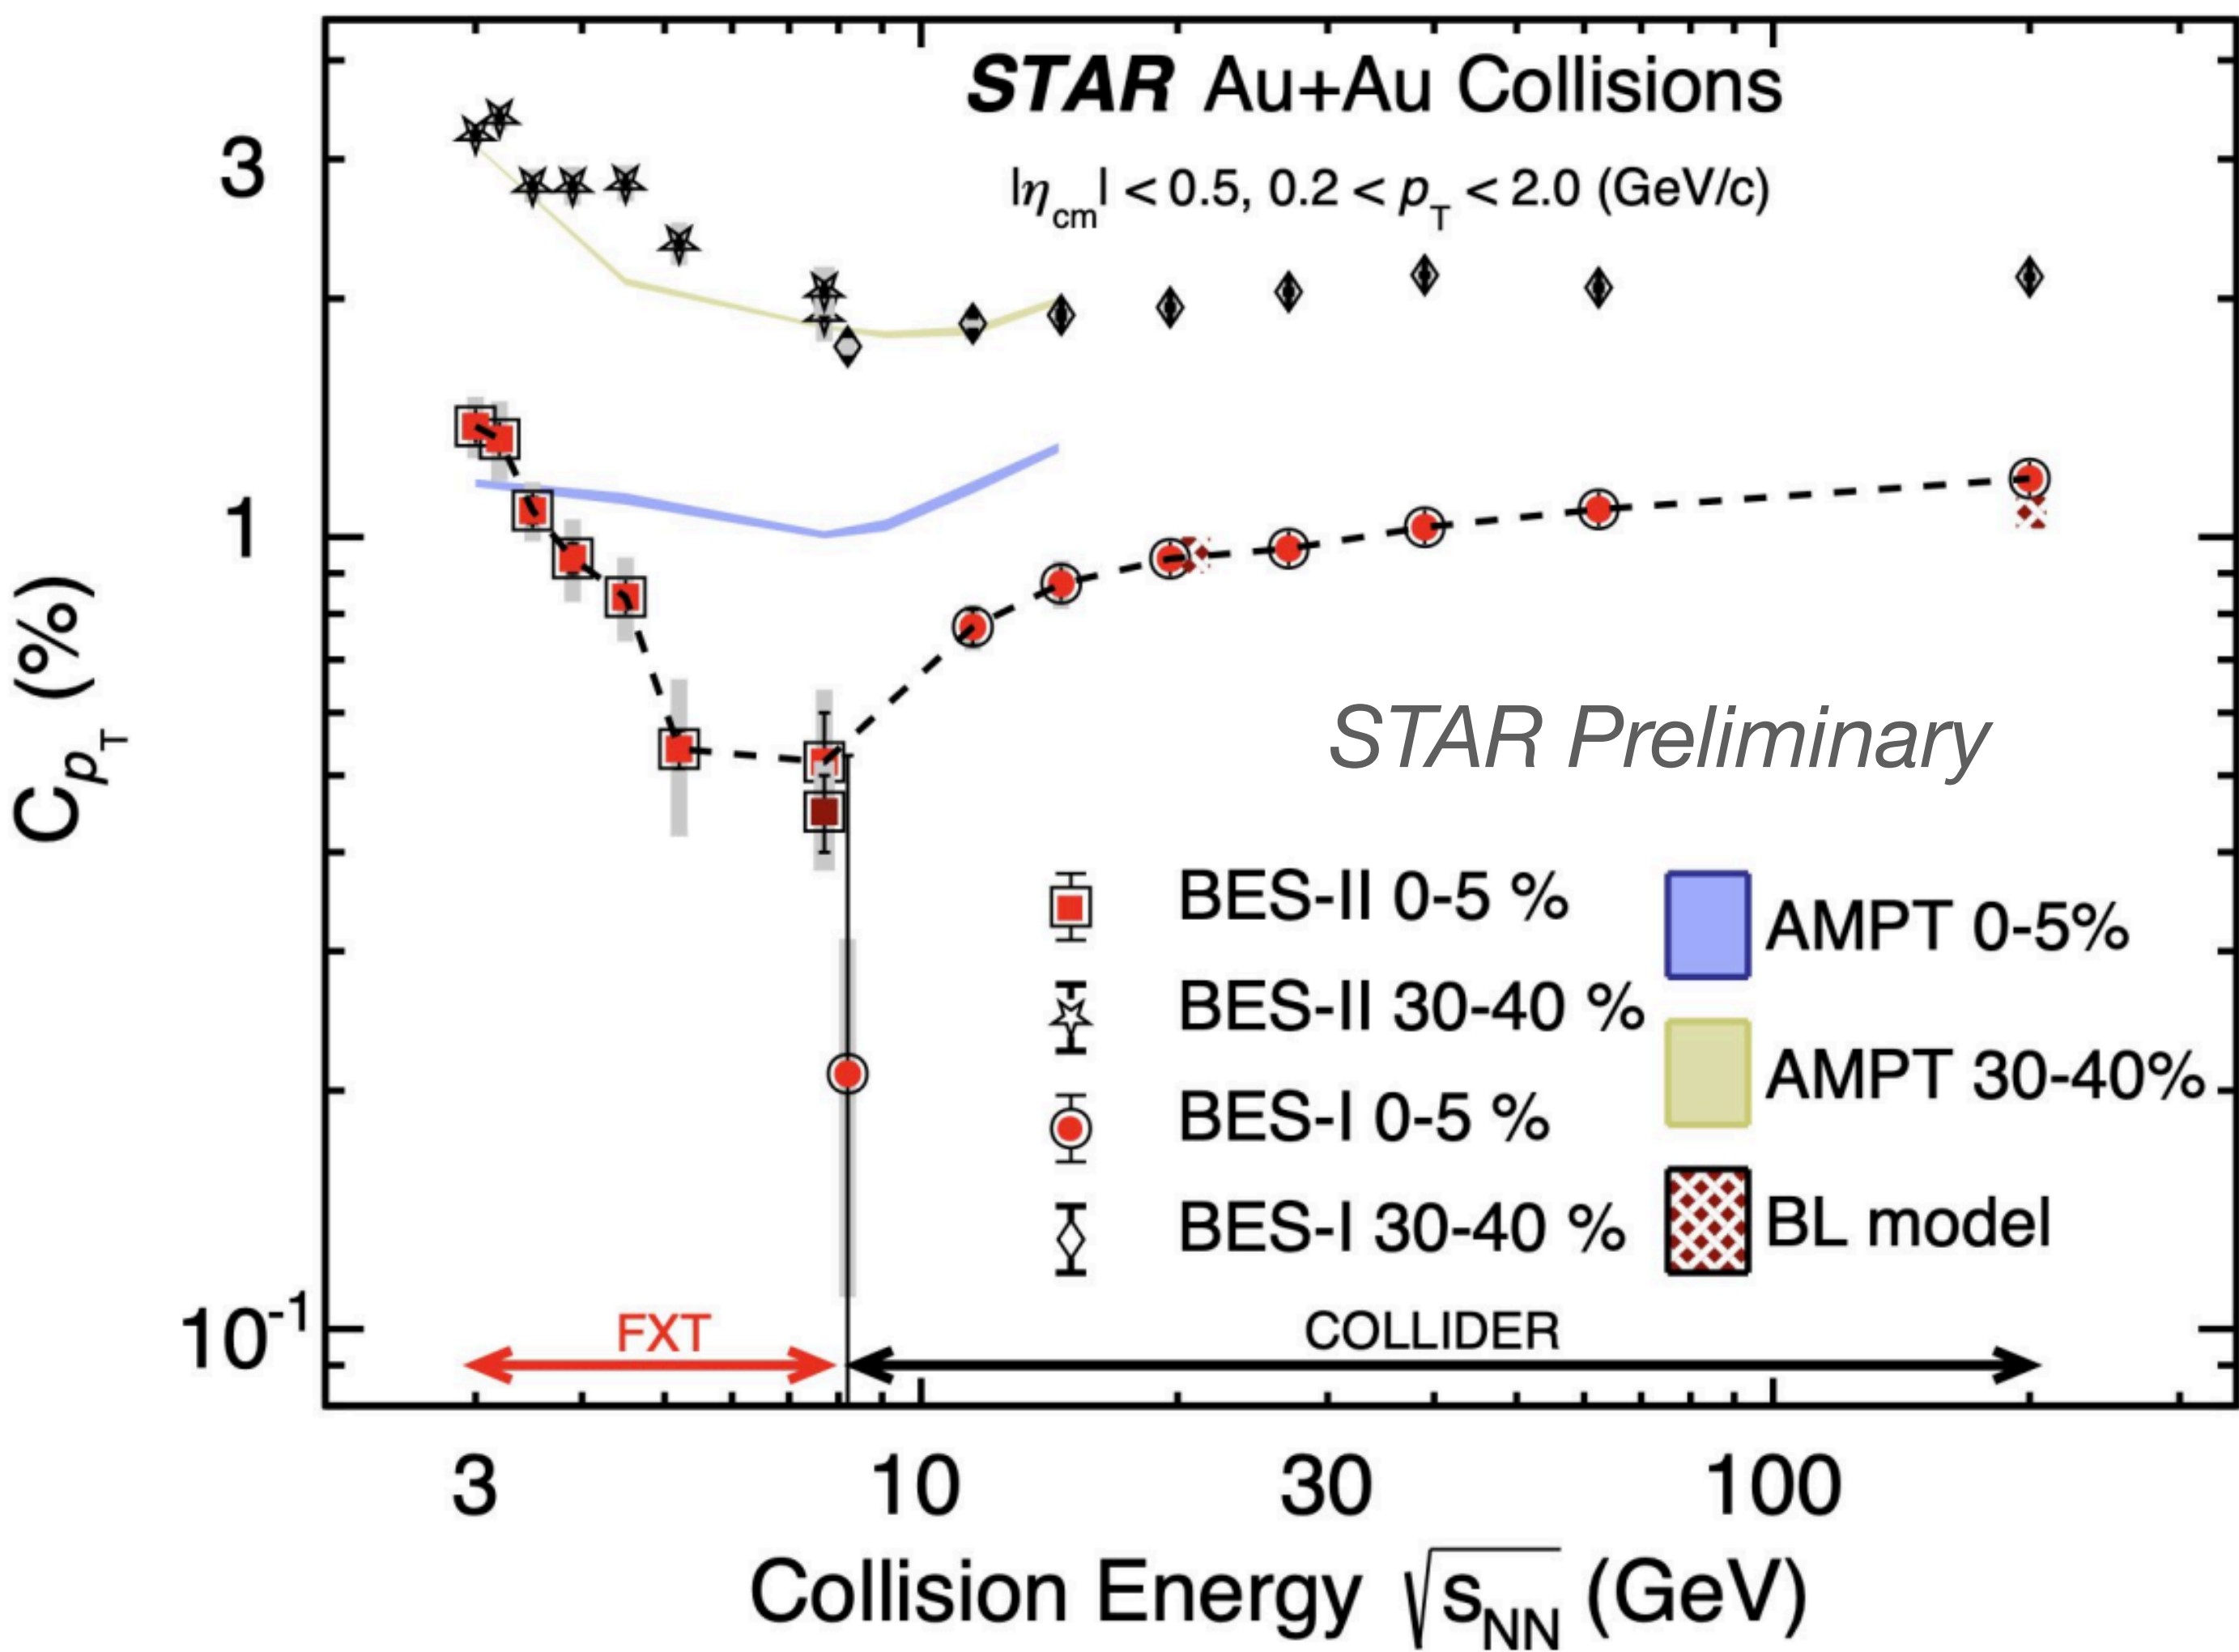 STAR Au+Au Collisions
|η_cm| < 0.5, 0.2 < p_T < 2.0 (GeV/c)
3
1
10^-1
C_p_T (%)
STAR Preliminary
BES-II 0-5 %
BES-II 30-40 %
BES-I 0-5 %
BES-I 30-40 %
AMPT 0-5%
AMPT 30-40%
BL model
FXT
COLLIDER
3 10 30 100
Collision Energy √s_NN (GeV)